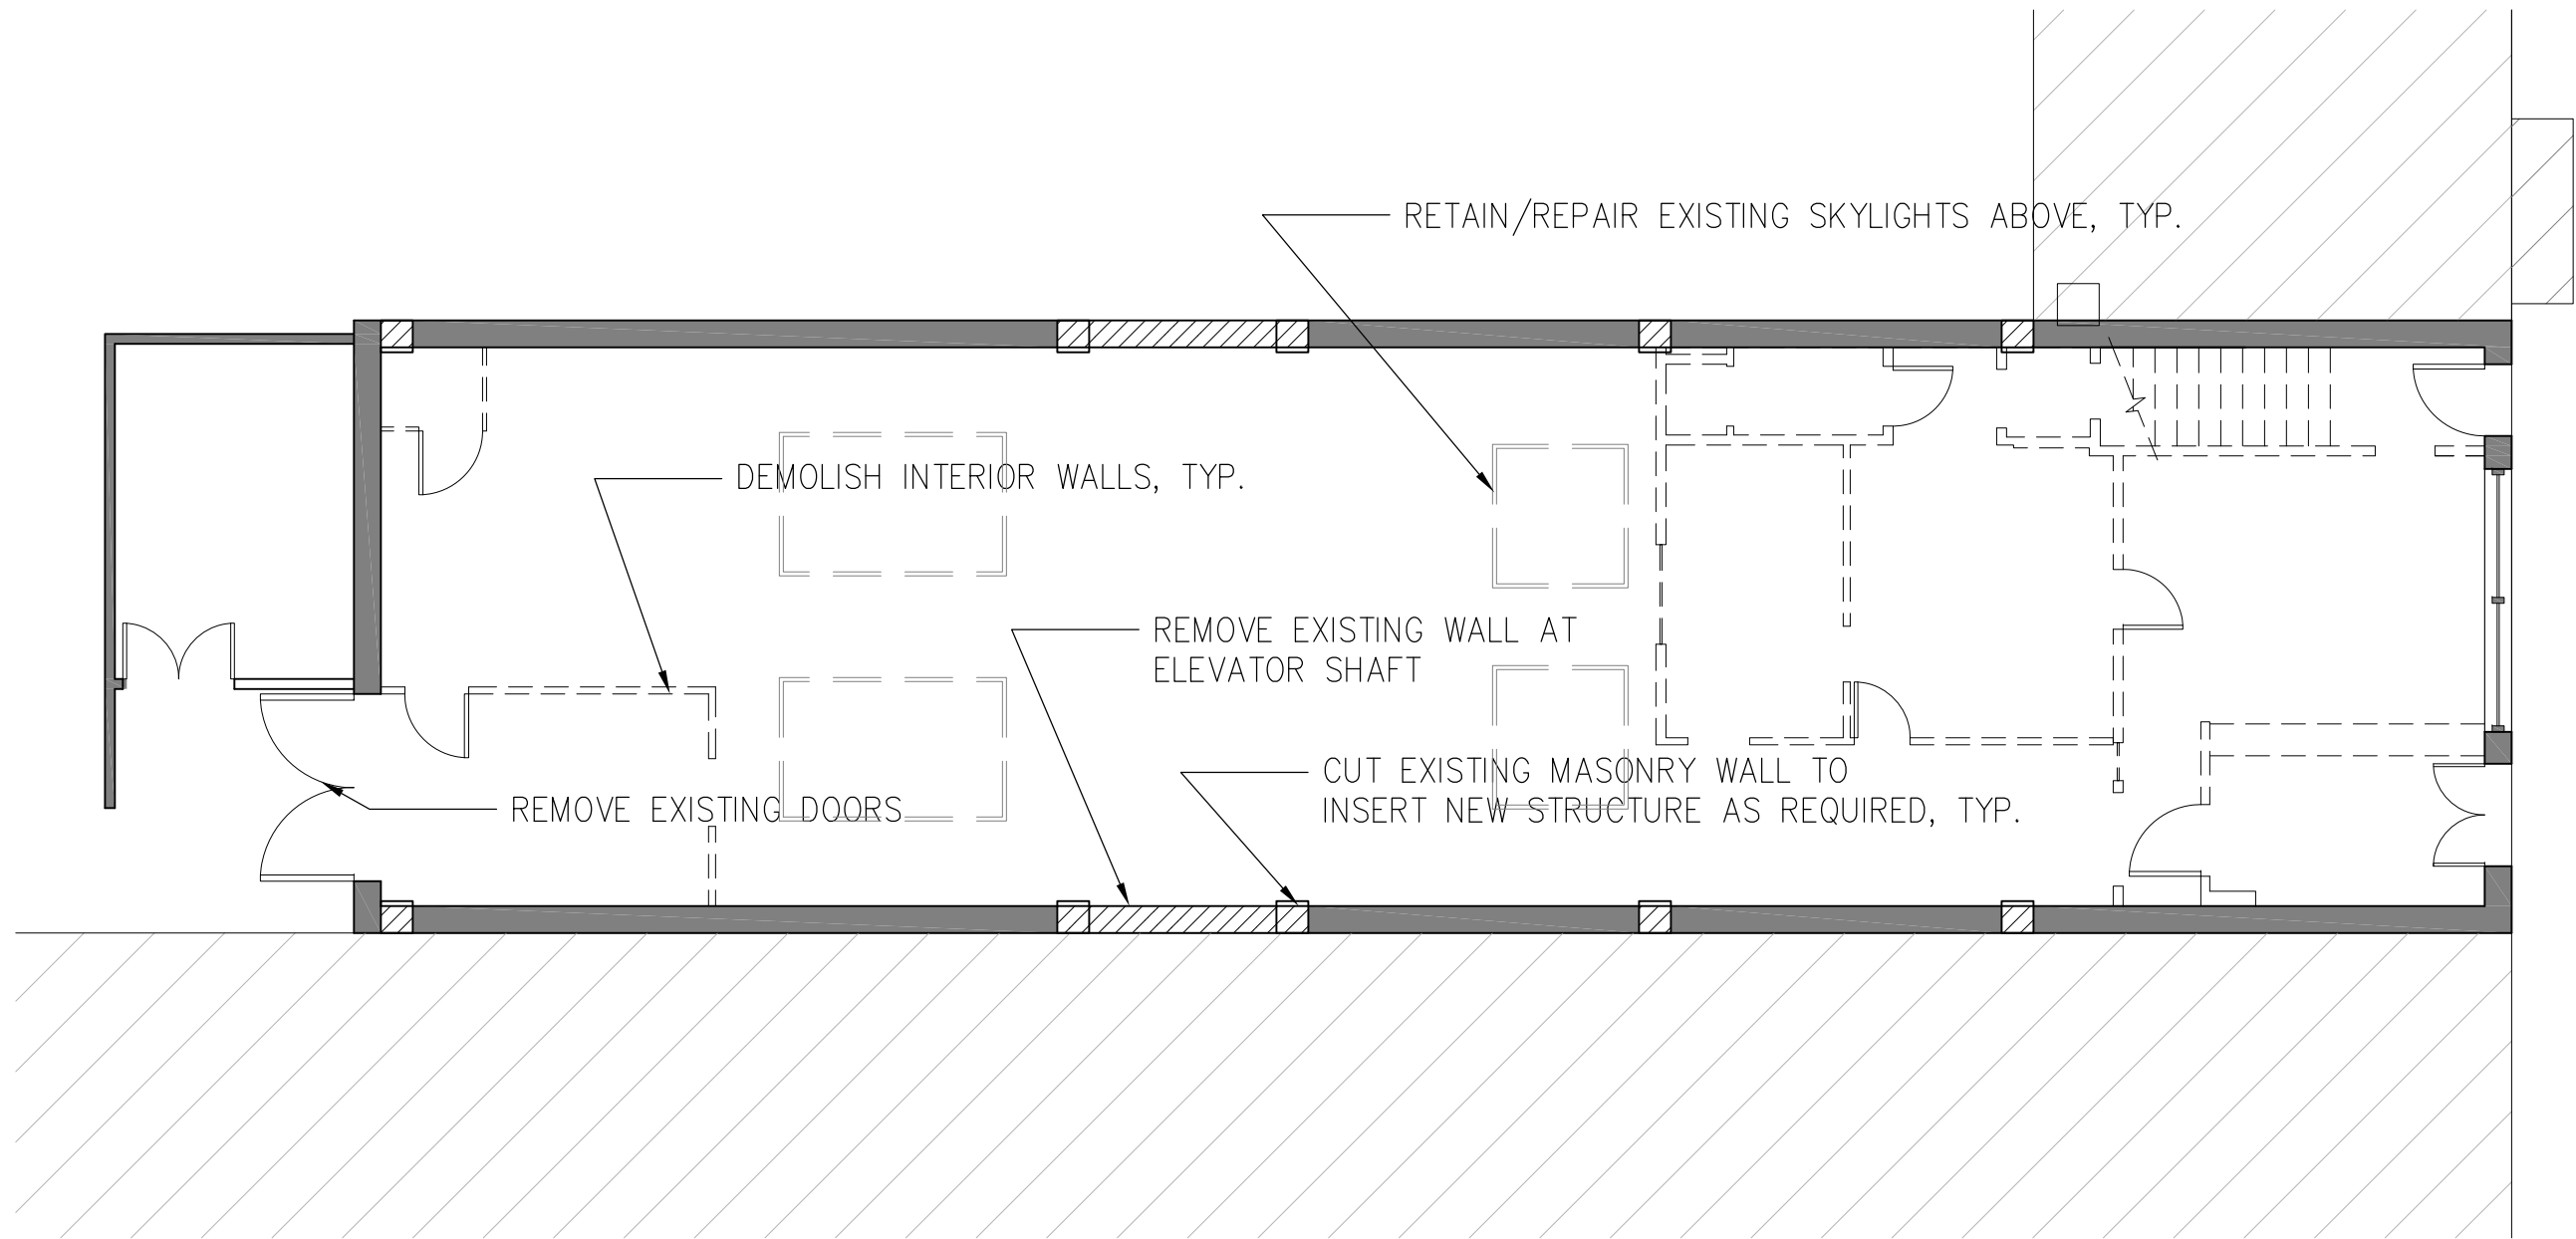 RETAIN/REPAIR EXISTING SKYLIGHTS ABOVE, TYP.
DEMOLISH INTERIOR WALLS, TYP.
REMOVE EXISTING WALL AT
ELEVATOR SHAFT
CUT EXISTING MASONRY WALL TO
INSERT NEW STRUCTURE AS REQUIRED, TYP.
REMOVE EXISTING DOORS